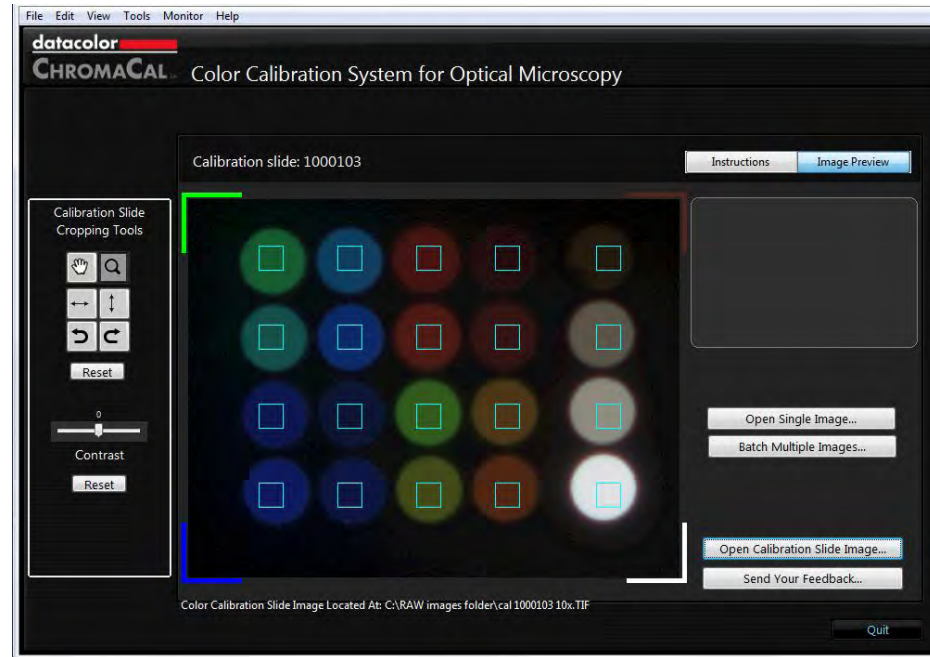 File Edit View Tools Monitor Help
datacolor
CHROMACAL
Color Calibration System for Optical Microscopy
Calibration slide: 1000103
Instructions
Image Preview
Calibration Slide
Cropping Tools
Reset
0
Contrast
Reset
Open Single Image...
Batch Multiple Images...
Open Calibration Slide Image...
Send Your Feedback...
Color Calibration Slide Image Located At: C:\RAW images folder\cal 1000103 10x.TIF
Quit